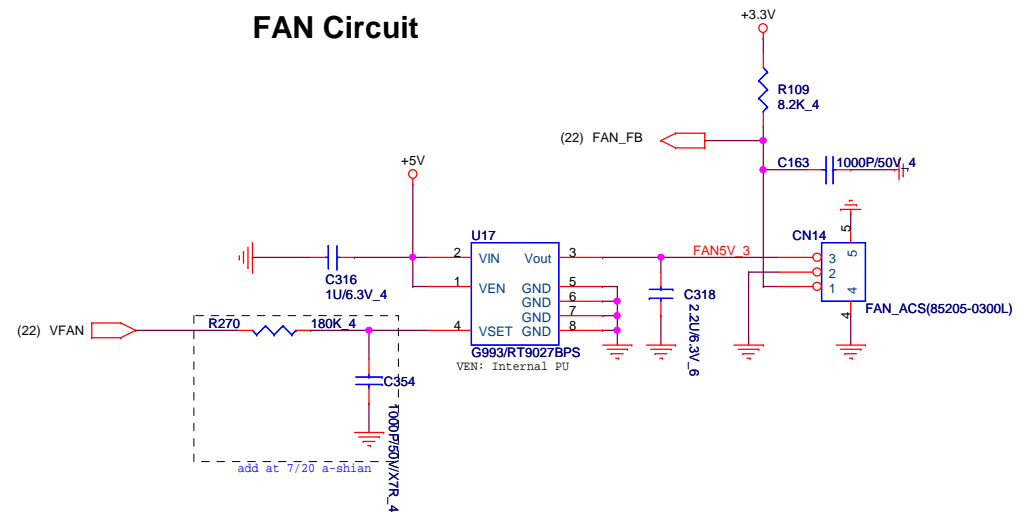 FAN Circuit
+3.3V
R109
8.2K_4
(22) FAN_FB
C163
1000P/50V_4
+5V
CN14
5
5
U17
2
VIN
Vout
3
FAN5V_3
3
2
1
4
C316
1U/6.3V_4
1
VEN
GND
5
GND
6
GND
7
4
VSET
GND
8
C318
2.2U/6.3V_6
FAN_ACS(85205-0300L)
4
(22) VFAN
R270
180K_4
G993/RT9027BPS
VEN: Internal PU
C354
1000P/50V/X7R_4
add at 7/20 a-shian